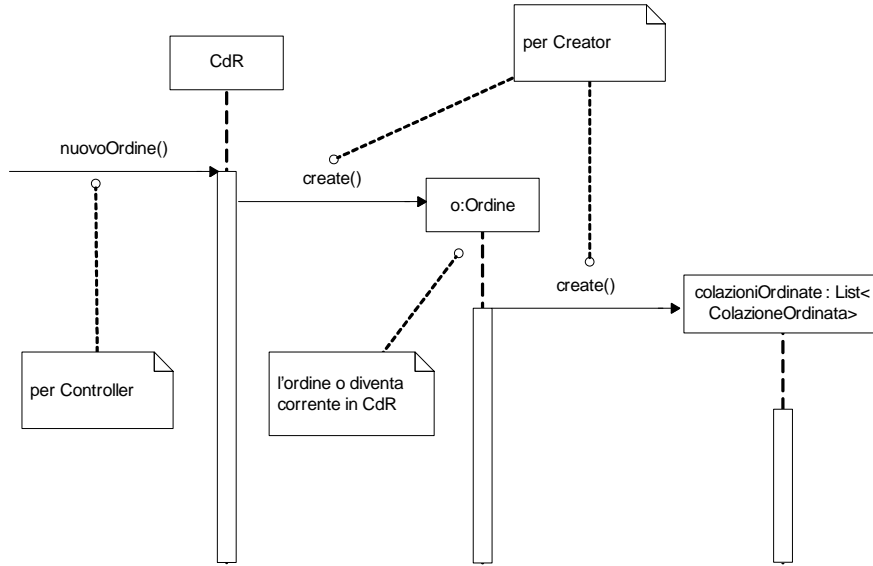 per Creator
CdR
nuovoOrdine()
create()
o:Ordine
create()
colazioniOrdinate : List<
ColazioneOrdinata>
per Controller
l'ordine o diventa
corrente in CdR